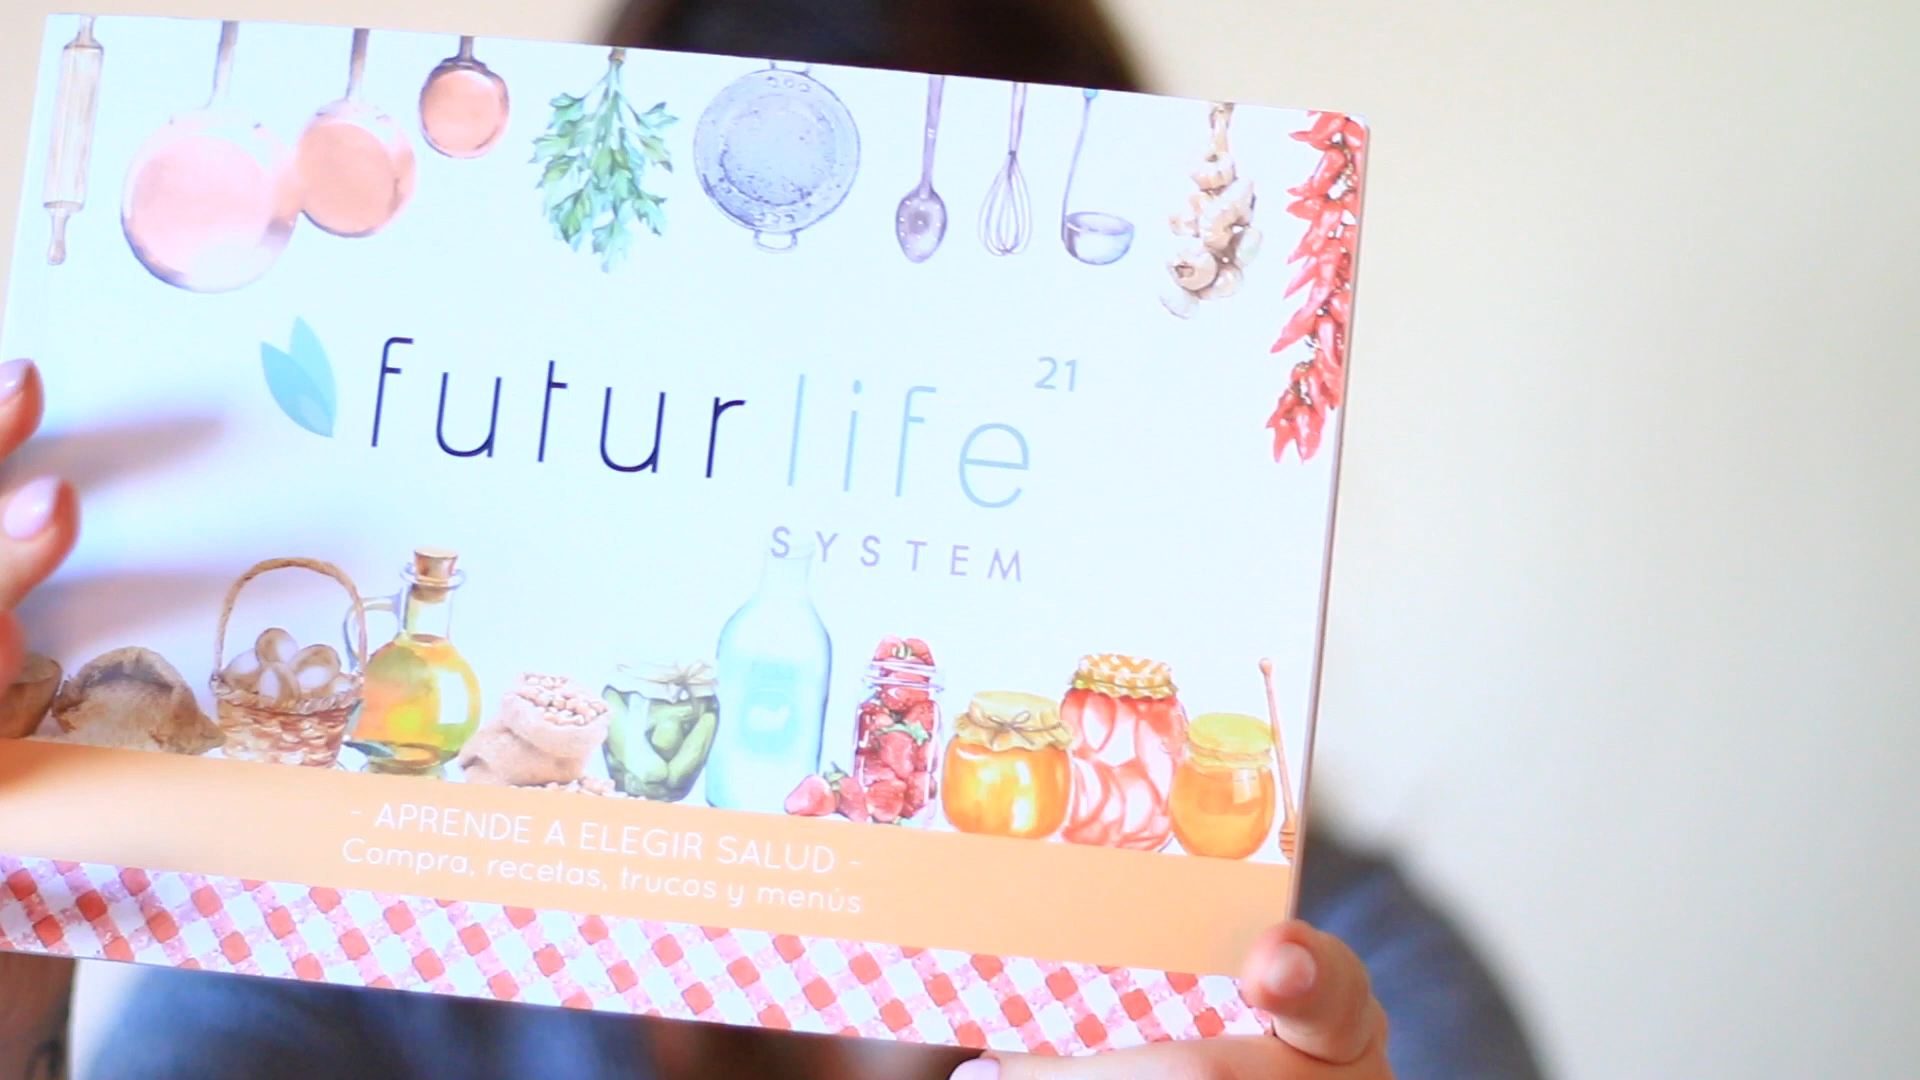 futurlife 21
SYSTEM
- APRENDE A ELEGIR SALUD -
Compra, recetas, trucos y menús